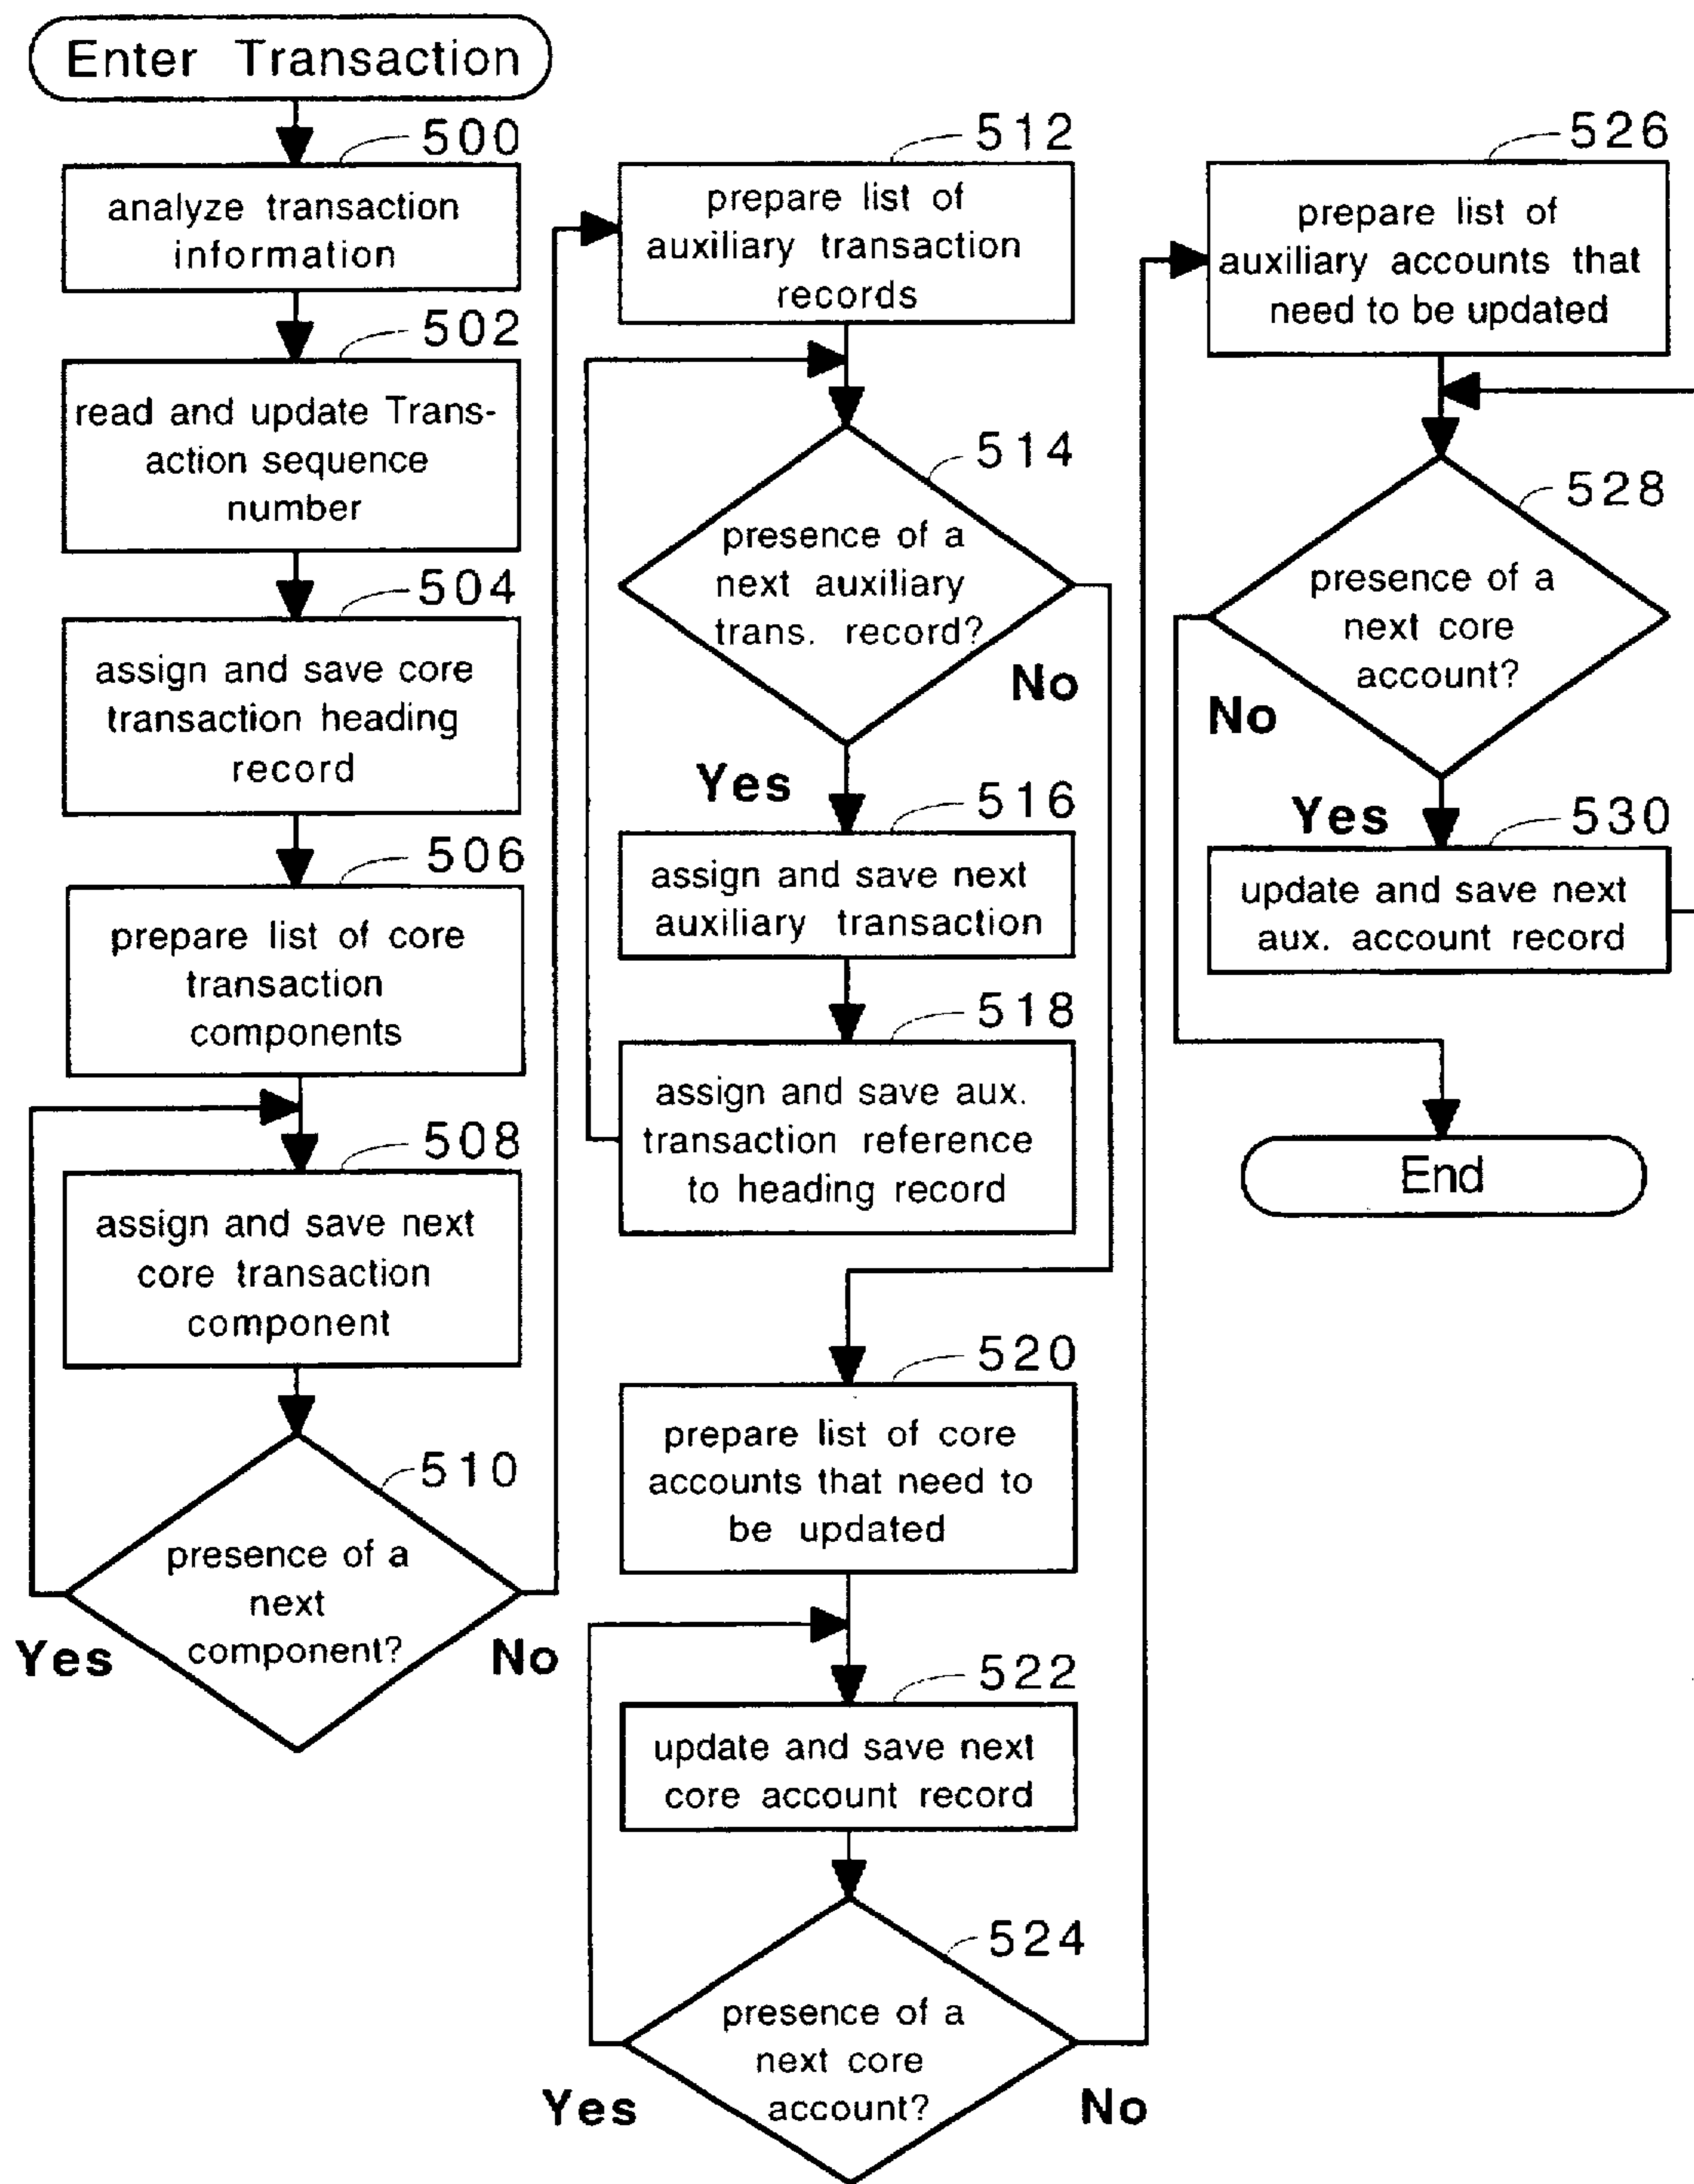 Enter Transaction
500
analyze transaction
information
502
read and update Trans-
action sequence
number
504
assign and save core
transaction heading
record
506
prepare list of core
transaction
components
508
assign and save next
core transaction
component
510
presence of a
next
component?
Yes
No
512
prepare list of
auxiliary transaction
records
514
presence of a
next auxiliary
trans. record?
No
Yes
516
assign and save next
auxiliary transaction
518
assign and save aux.
transaction reference
to heading record
520
prepare list of core
accounts that need to
be updated
522
update and save next
core account record
524
presence of a
next core
account?
Yes
No
526
prepare list of
auxiliary accounts that
need to be updated
528
presence of a
next core
account?
No
Yes
530
update and save next
aux. account record
End